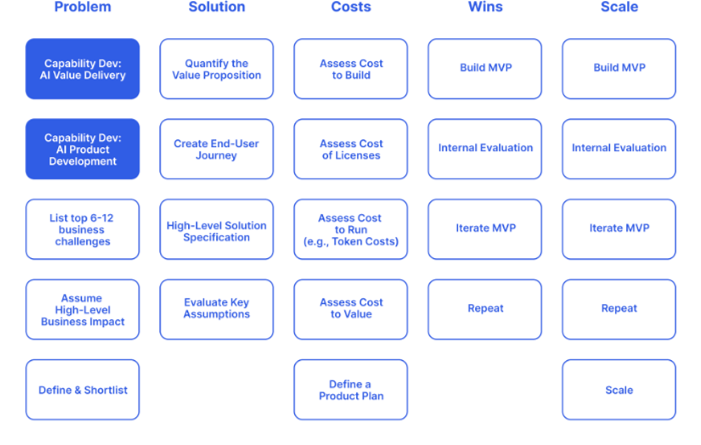 Problem
Solution
Costs
Wins
Scale
Capability Dev:
AI Value Delivery
Quantify the
Value Proposition
Assess Cost
to Build
Build MVP
Build MVP
Capability Dev:
AI Product
Development
Create End-User
Journey
Assess Cost
of Licenses
Internal Evaluation
Internal Evaluation
List top 6-12
business
challenges
High-Level Solution
Specification
Assess Cost
to Run
(e.g., Token Costs)
Iterate MVP
Iterate MVP
Assume
High-Level
Business Impact
Evaluate Key
Assumptions
Assess Cost
to Value
Repeat
Repeat
Define & Shortlist
Define a
Product Plan
Scale